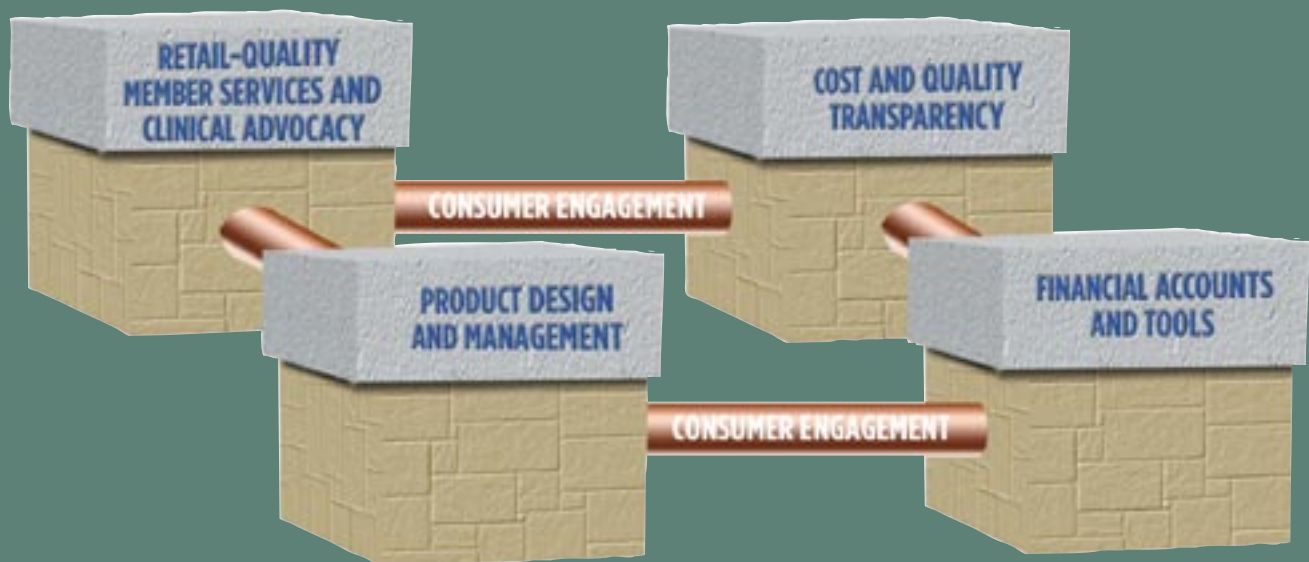 RETAIL-QUALITY
MEMBER SERVICES AND
CLINICAL ADVOCACY
COST AND QUALITY
TRANSPARENCY
CONSUMER ENGAGEMENT
PRODUCT DESIGN
AND MANAGEMENT
FINANCIAL ACCOUNTS
AND TOOLS
CONSUMER ENGAGEMENT